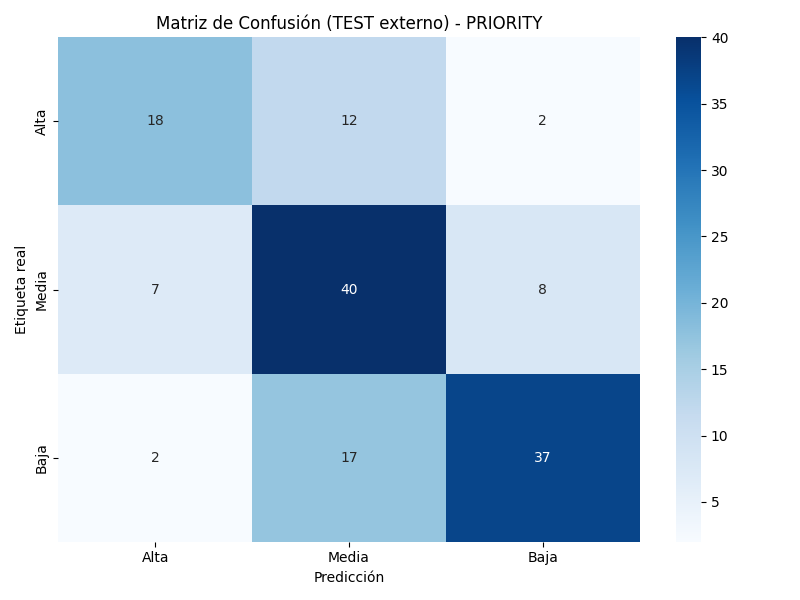 Matriz de Confusión (TEST externo) - PRIORITY
Etiqueta real
Alta
18 12 2
Media
7 40 8
Baja
2 17 37
Alta Media Baja
Predicción
40
35
30
25
20
15
10
5